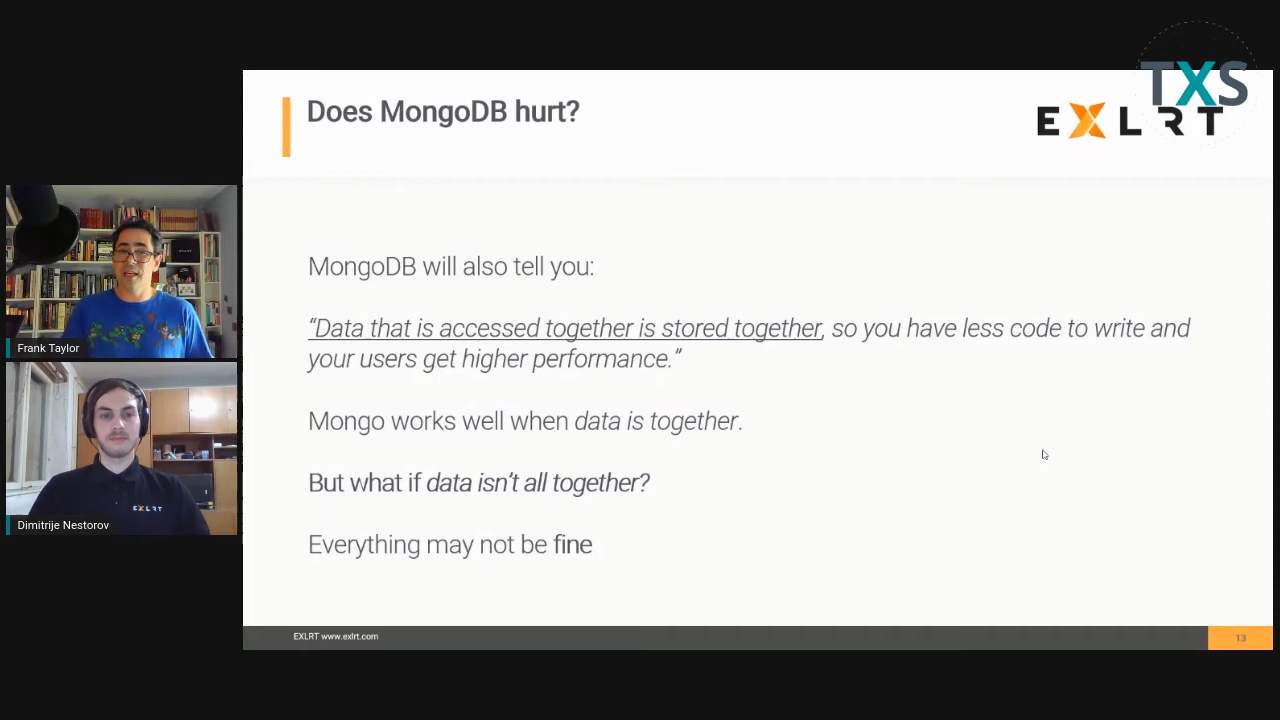 TXS
Does MongoDB hurt?
EXLRT
MongoDB will also tell you:
“Data that is accessed together is stored together, so you have less code to write and
your users get higher performance.”
Mongo works well when data is together.
But what if data isn’t all together?
Everything may not be fine
Frank Taylor
EXLRT
Dimitrije Nestorov
EXLRT www.exlrt.com
13